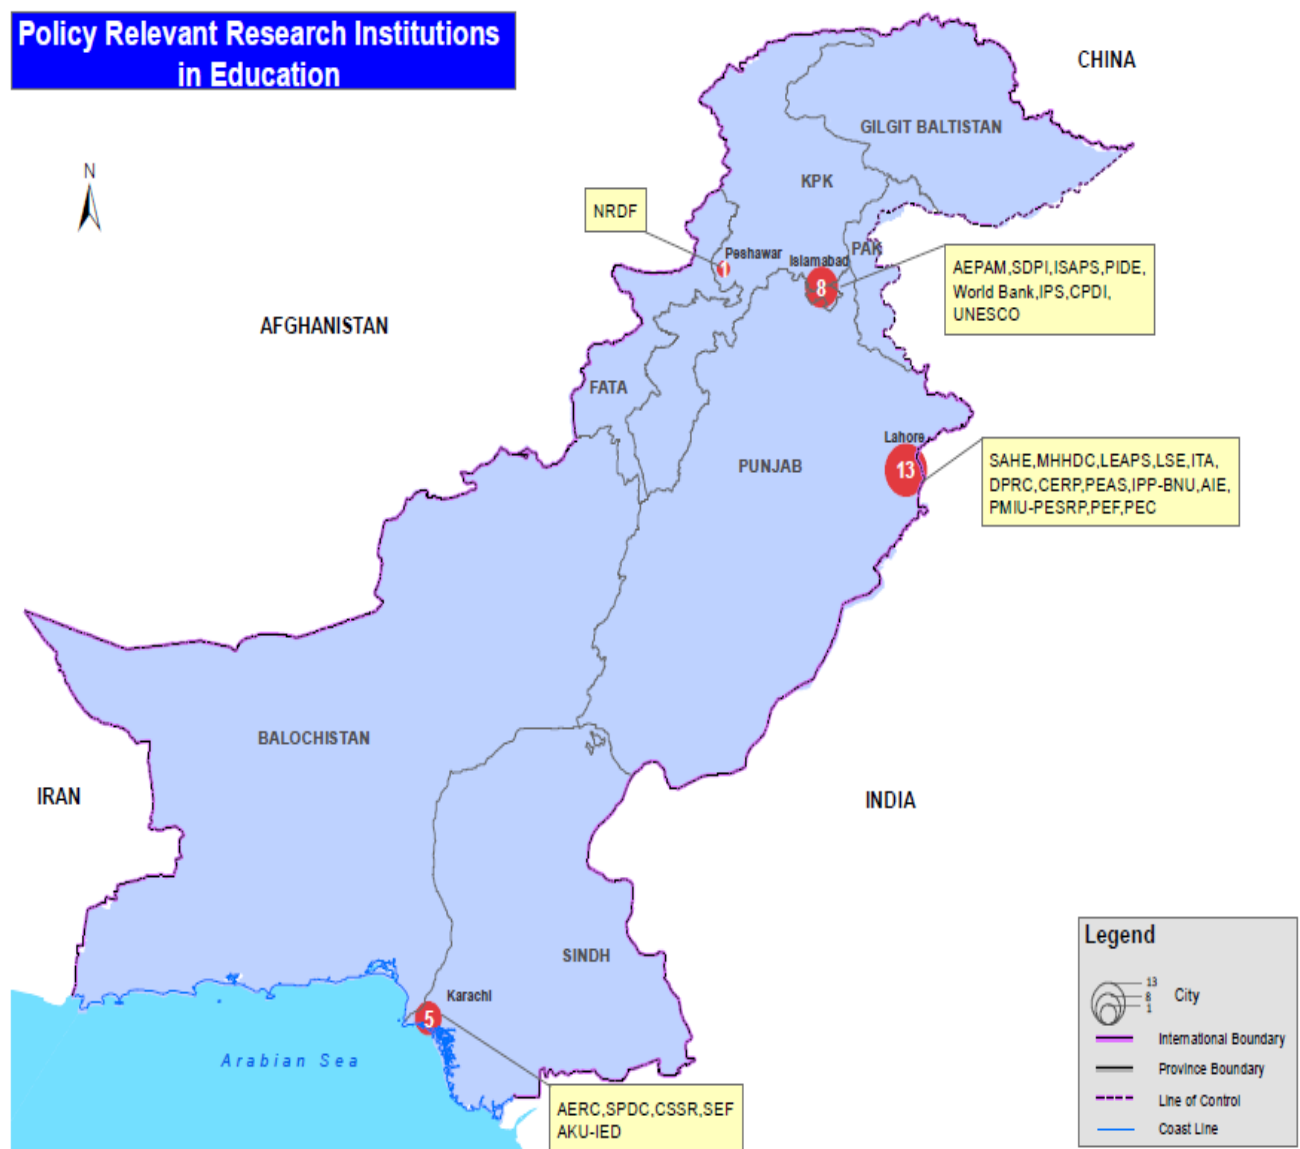 Policy Relevant Research Institutions
in Education
CHINA
GILGIT BALTISTAN
N
KPK
NRDF
PAK
Peshawar
Islamabad
1
8
AEPAM,SDPI,ISAPS,PIDE,
World Bank,IPS,CPDI,
UNESCO
AFGHANISTAN
FATA
Lahore
PUNJAB
13
SAHE,MHHDC,LEAPS,LSE,ITA,
DPRC,CERP,PEAS,IPP-BNU,AIE,
PMIU-PESRP,PEF,PEC
BALOCHISTAN
IRAN
INDIA
SINDH
Karachi
5
Arabian Sea
AERC,SPDC,CSSR,SEF
AKU-IED
Legend
13
8
1
City
International Boundary
Province Boundary
Line of Control
Coast Line